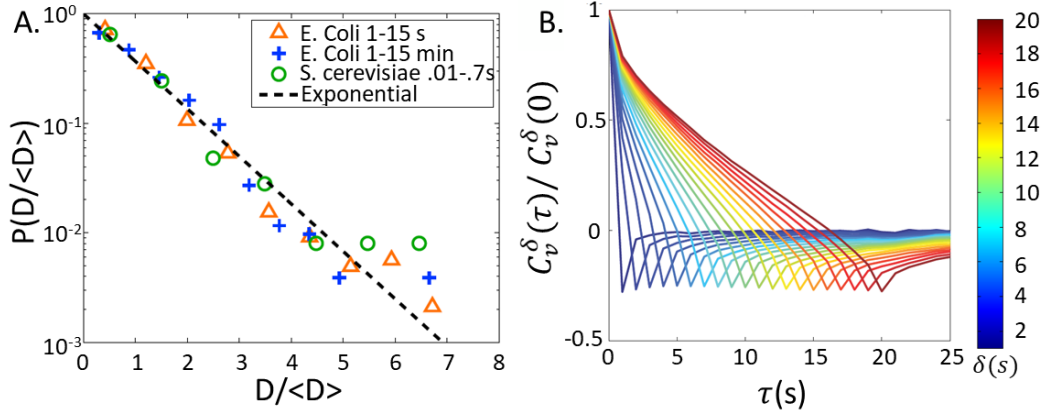 A.
10⁰
10⁻¹
10⁻²
10⁻³
P(D/<D>)
0 1 2 3 4 5 6 7 8
D/<D>
E. Coli 1-15 s
E. Coli 1-15 min
S. cerevisiae .01-.7s
Exponential
B.
1
0.5
0
-0.5
C_v^δ(τ)/ C_v^δ(0)
0 5 10 15 20 25
τ(s)
20
18
16
14
12
10
8
6
4
2
δ(s)